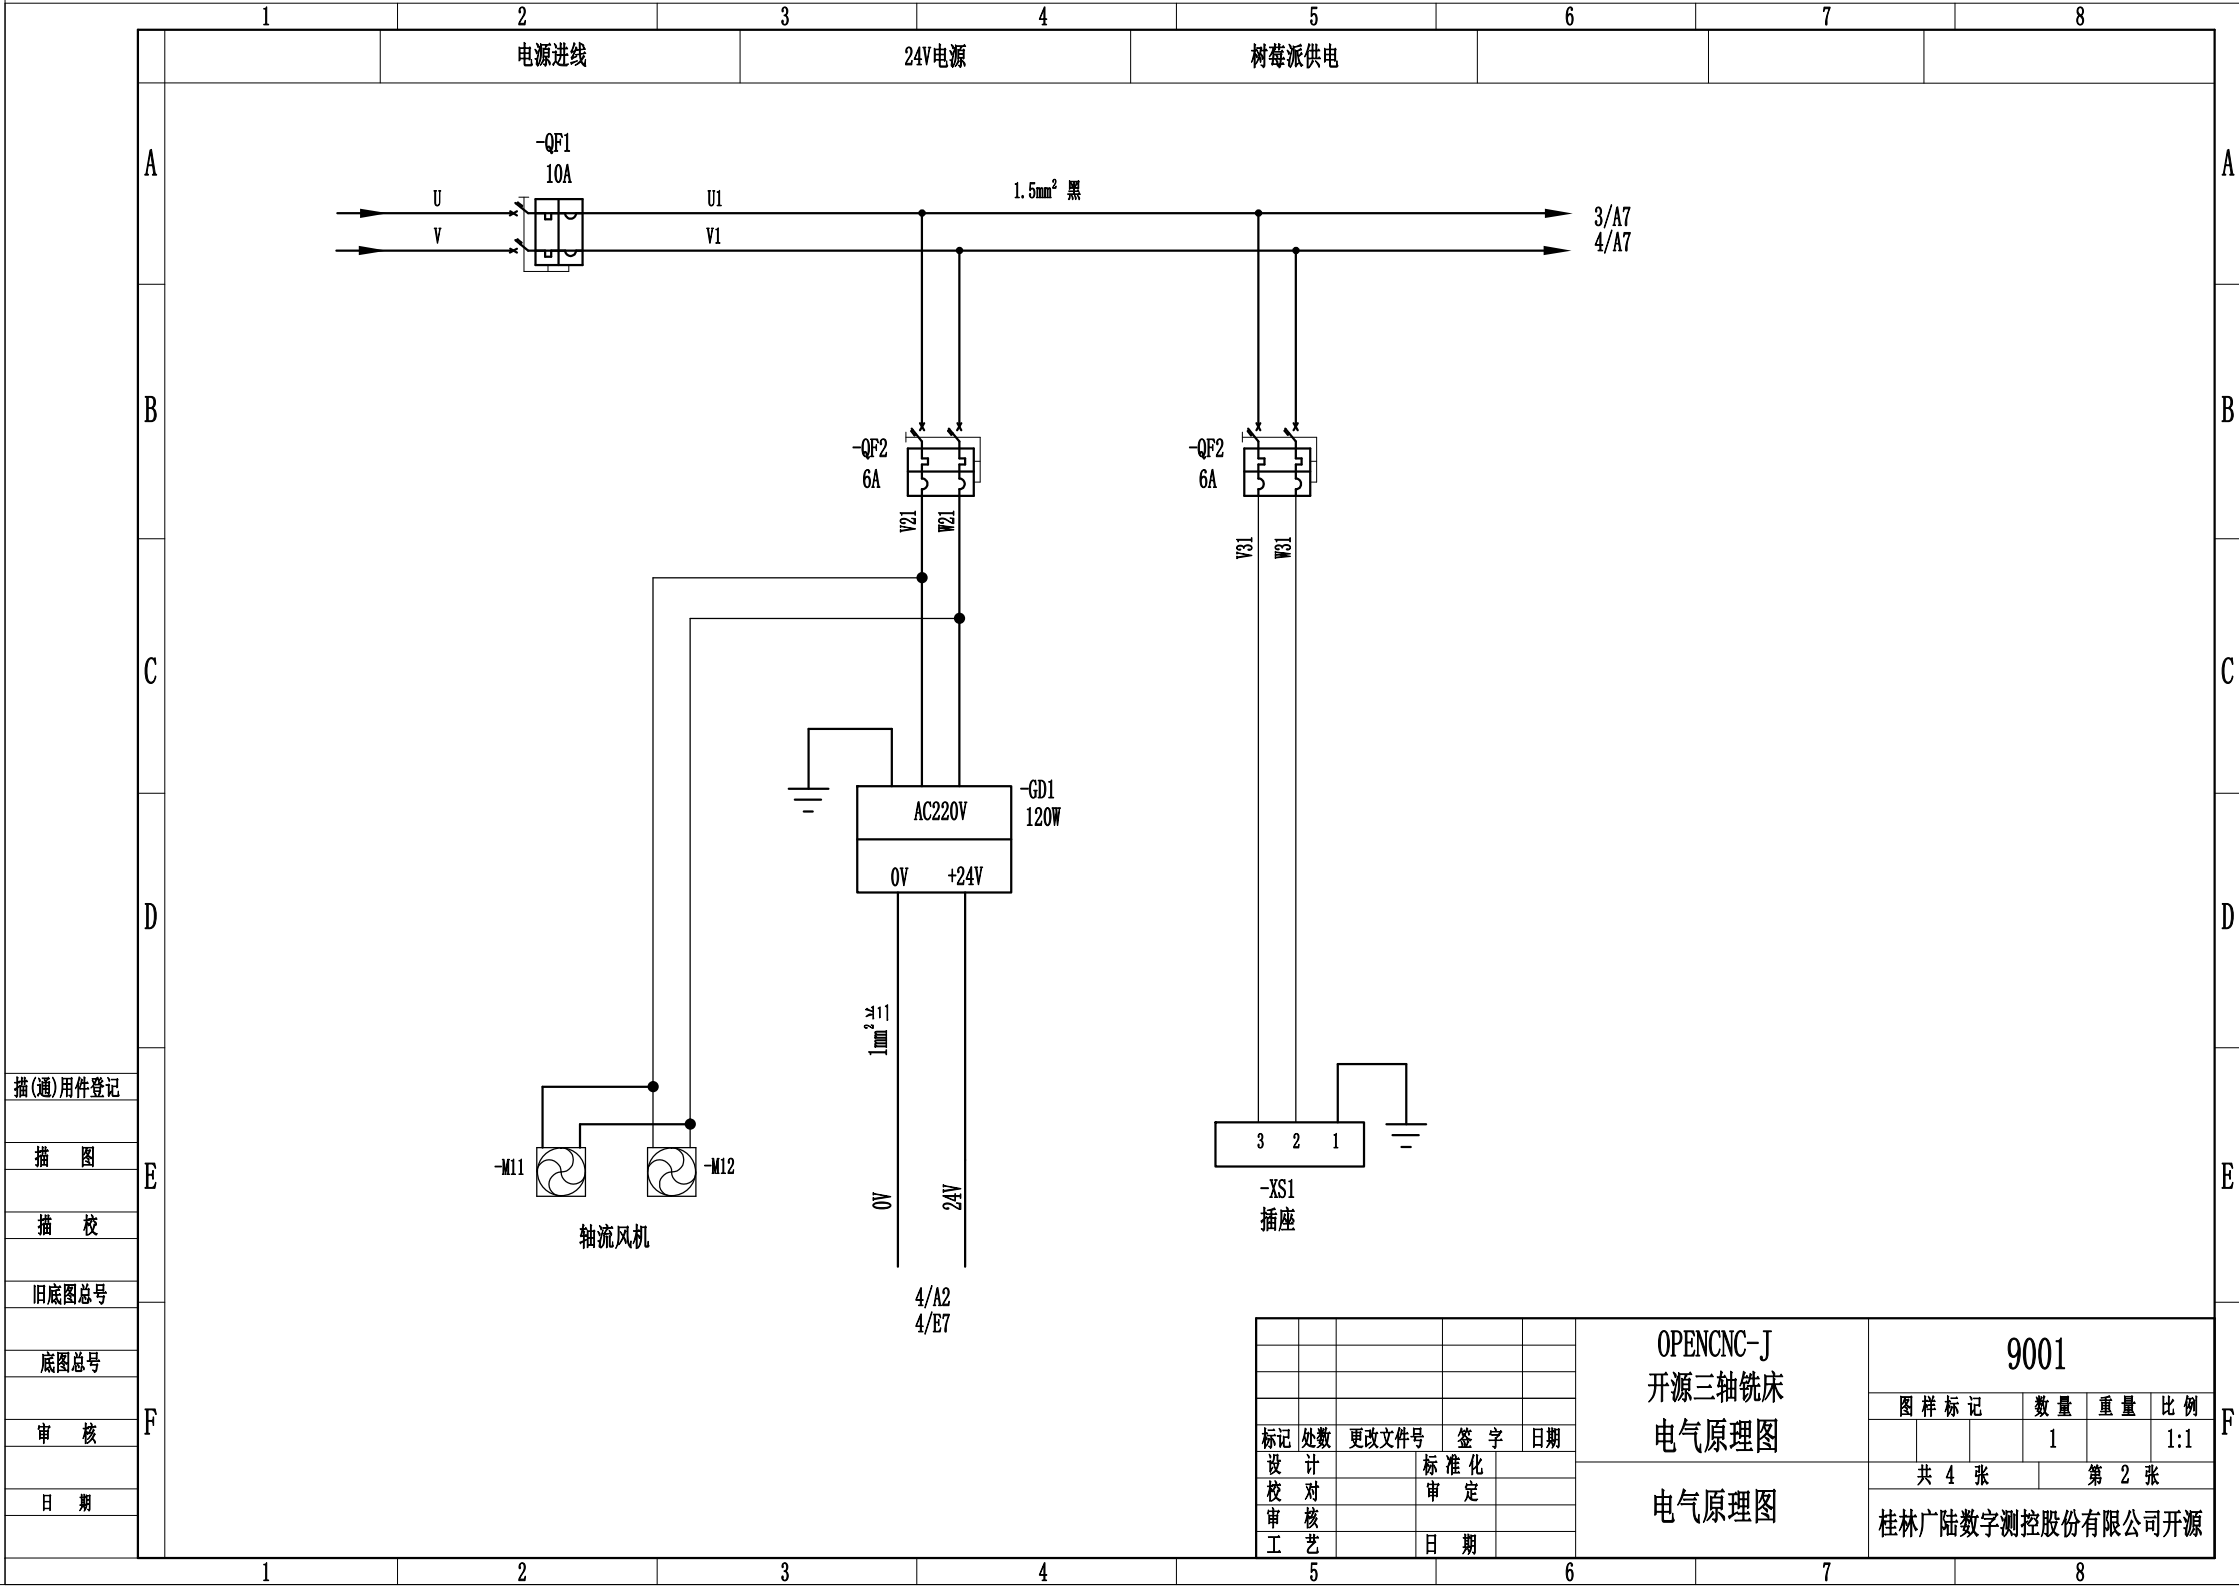 1 2 3 4 5 6 7 8
电源进线 24V电源 树莓派供电
A A
-QF1
10A
U U1 1.5mm² 黑
V V1
3/A7
4/A7
B B
-QF2 -QF2
6A 6A
V21 W21
V31 W31
C C
-GD1
AC220V 120W
0V +24V
D D
1mm²
描(通)用件登记
3 2 1
描 图
-M11 -M12
E E
0V 24V
-XS1
插座
描 校
轴流风机
旧底图总号
4/A2
4/E7
底图总号
OPENCNC-J
开源三轴铣床
电气原理图
9001
图样标记 数量 重量 比例
1 1:1
F F
审 核
标记 处数 更改文件号 签 字 日期
设 计 标准化
校 对 审 定
审 核
工 艺 日 期
共 4 张 第 2 张
日 期
电气原理图
桂林广陆数字测控股份有限公司开源
1 2 3 4 5 6 7 8